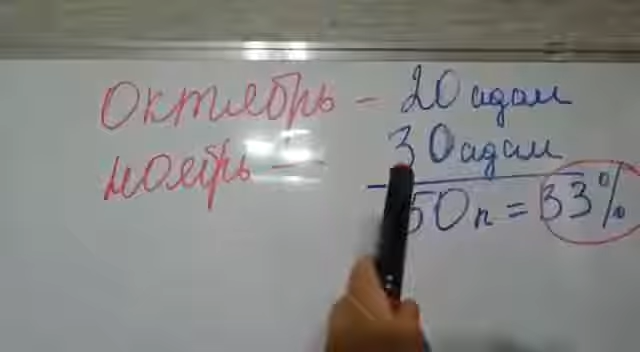 Октябрь - 20 адам
ноябрь - 30 адам
50п = 33%